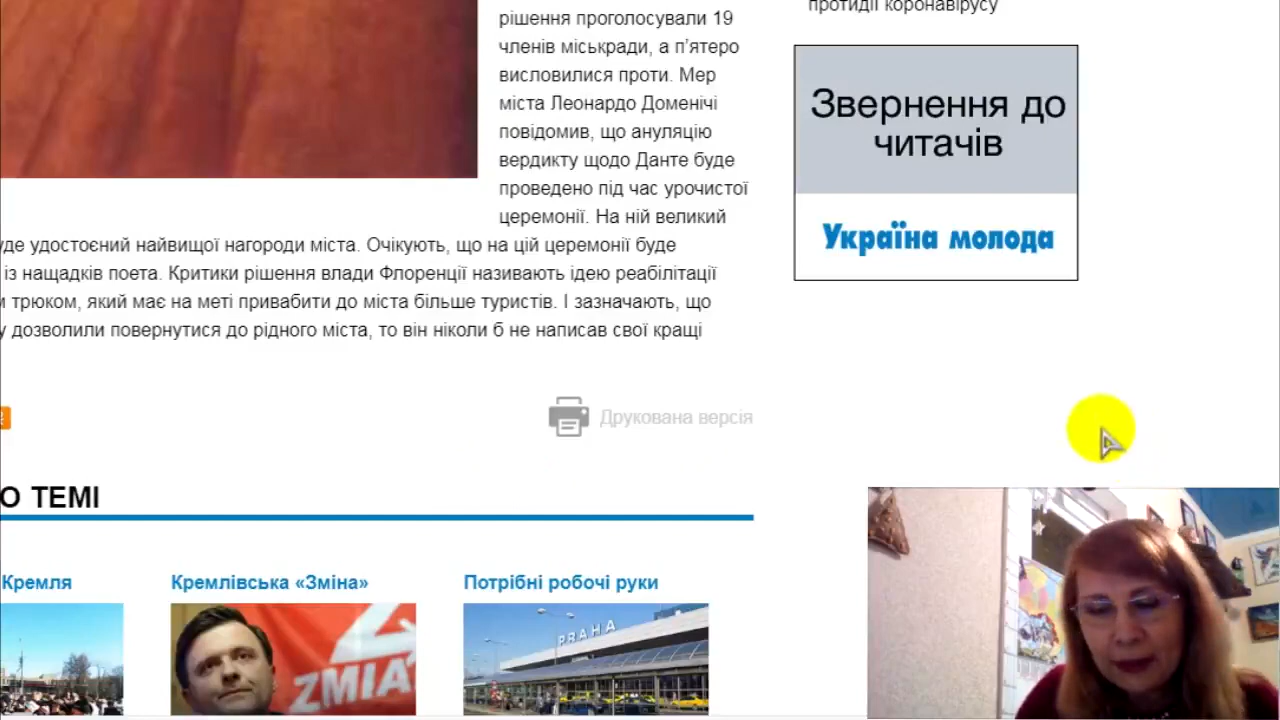 рішення проголосували 19
членів міськради, а п'ятеро
висловилися проти. Мер
міста Леонардо Доменічі
повідомив, що ануляцію
вердикту щодо Данте буде
проведено під час урочистої
церемонії. На ній великий
удостоєний найвищої нагороди міста. Очікують, що на цій церемонії буде
із нащадків поета. Критики рішення влади Флоренції називають ідею реабілітації
трюком, який має на меті привабити до міста більше туристів. І зазначають, що
дозволили повернутися до рідного міста, то він ніколи б не написав свої кращі
Друкована версія
О ТЕМІ
Кремля
Кремлівська «Зміна»
Потрібні робочі руки
PRAHA
протидії коронавірусу
Звернення до
читачів
Україна молода